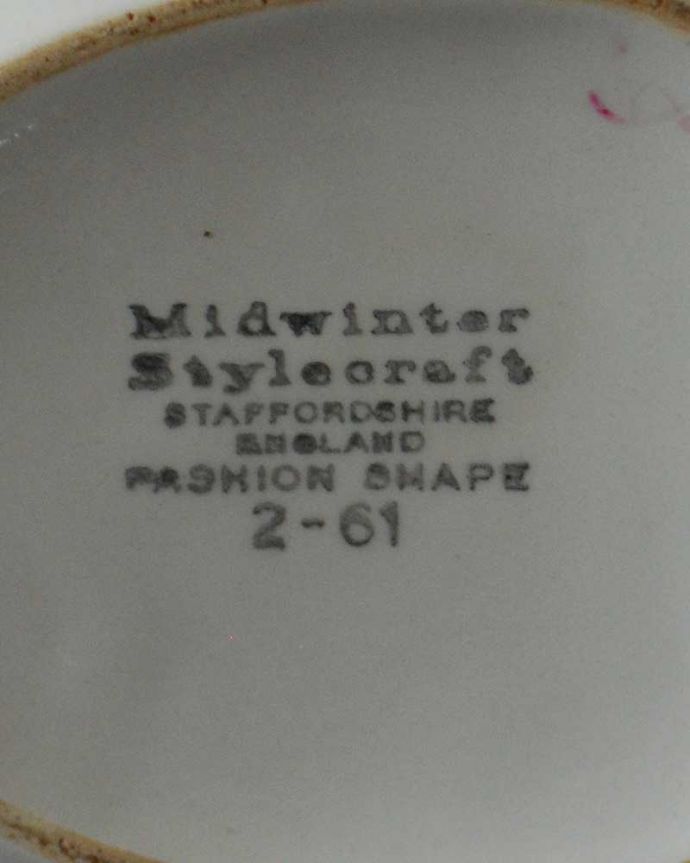 Midwinter
Stylecraft
STAFFORDSHIRE
ENGLAND
FASHION SHAPE
2-61